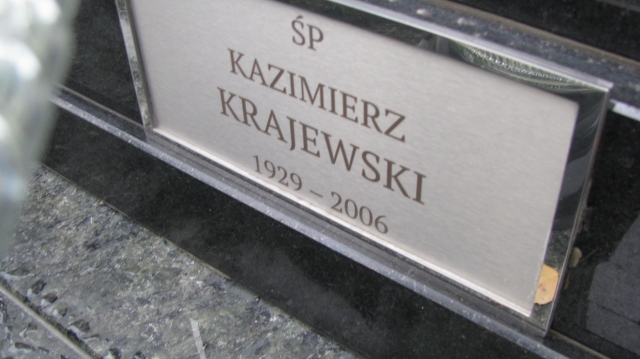 ŚP
KAZIMIERZ
KRAJEWSKI
1929 – 2006